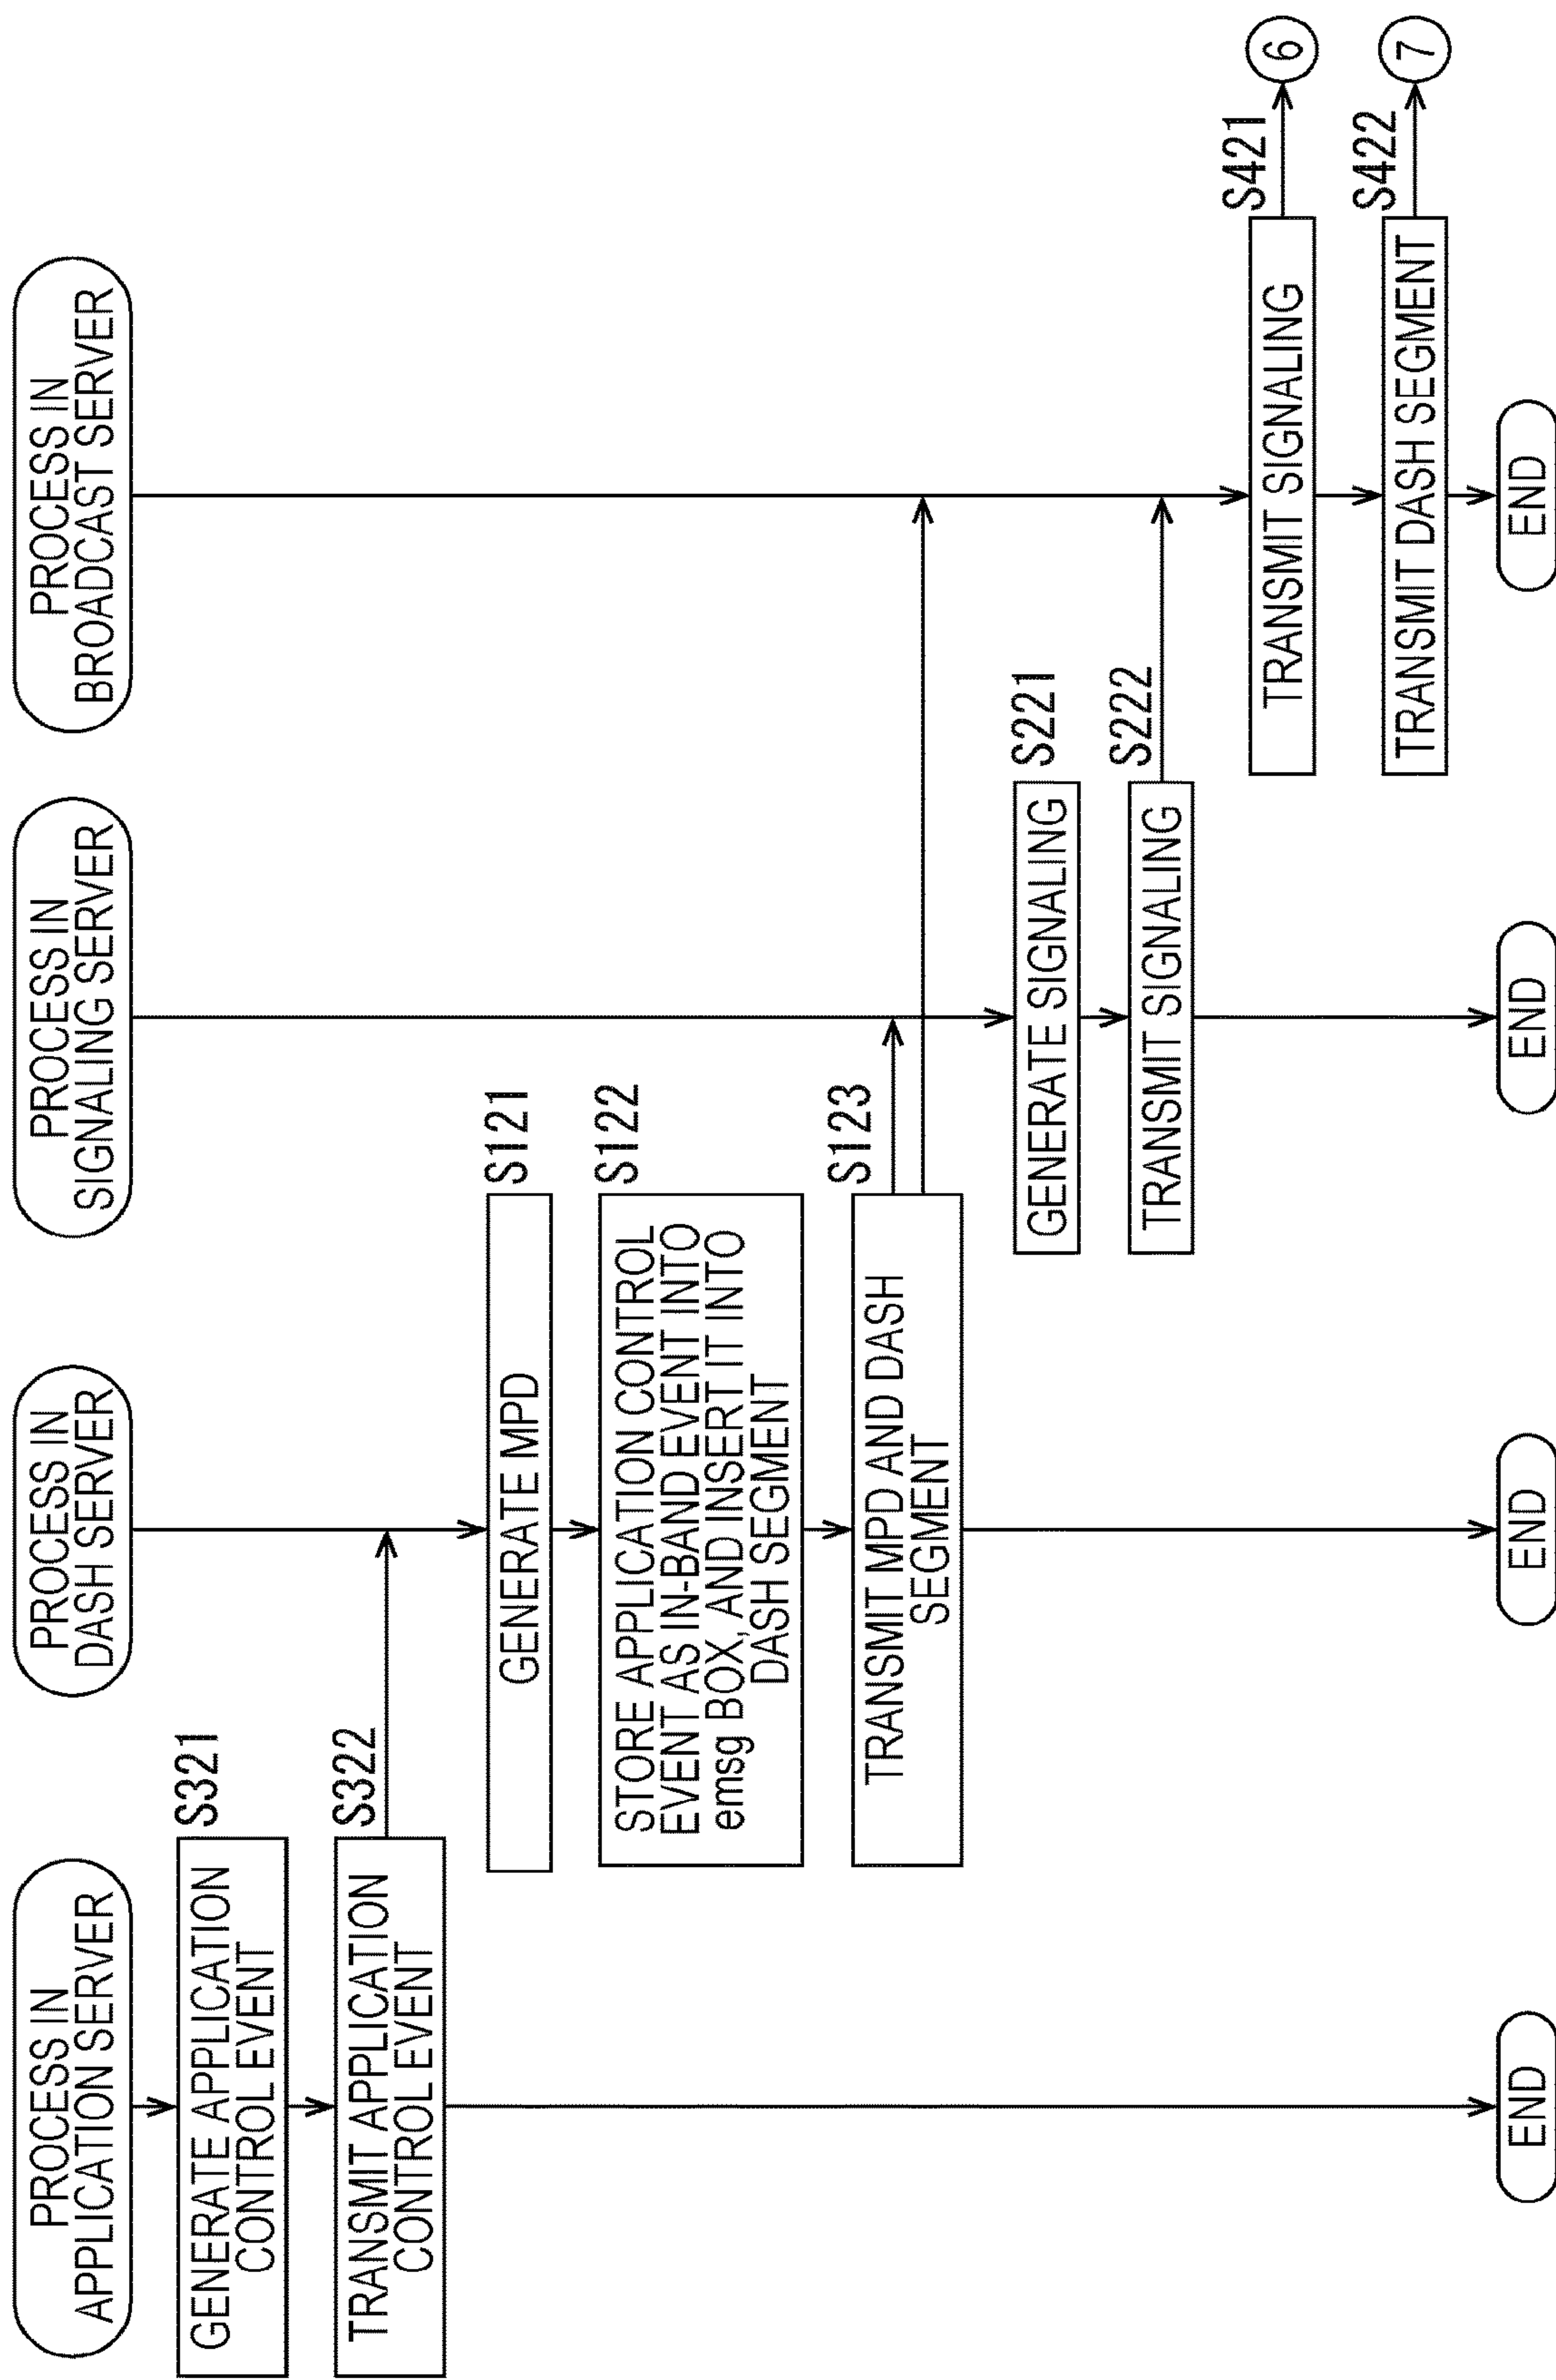 PROCESS IN
APPLICATION SERVER
GENERATE APPLICATION
CONTROL EVENT
S321
TRANSMIT APPLICATION
CONTROL EVENT
S322
END
PROCESS IN
DASH SERVER
GENERATE MPD
S121
STORE APPLICATION CONTROL
EVENT AS IN-BAND EVENT INTO
emsg BOX, AND INSERT IT INTO
DASH SEGMENT
S122
TRANSMIT MPD AND DASH
SEGMENT
S123
END
PROCESS IN
SIGNALING SERVER
GENERATE SIGNALING
S221
TRANSMIT SIGNALING
S222
END
PROCESS IN
BROADCAST SERVER
TRANSMIT SIGNALING
S421
6
TRANSMIT DASH SEGMENT
S422
7
END